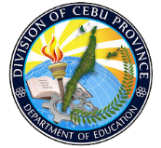 DIVISION OF CEBU PROVINCE
DEPARTMENT OF EDUCATION